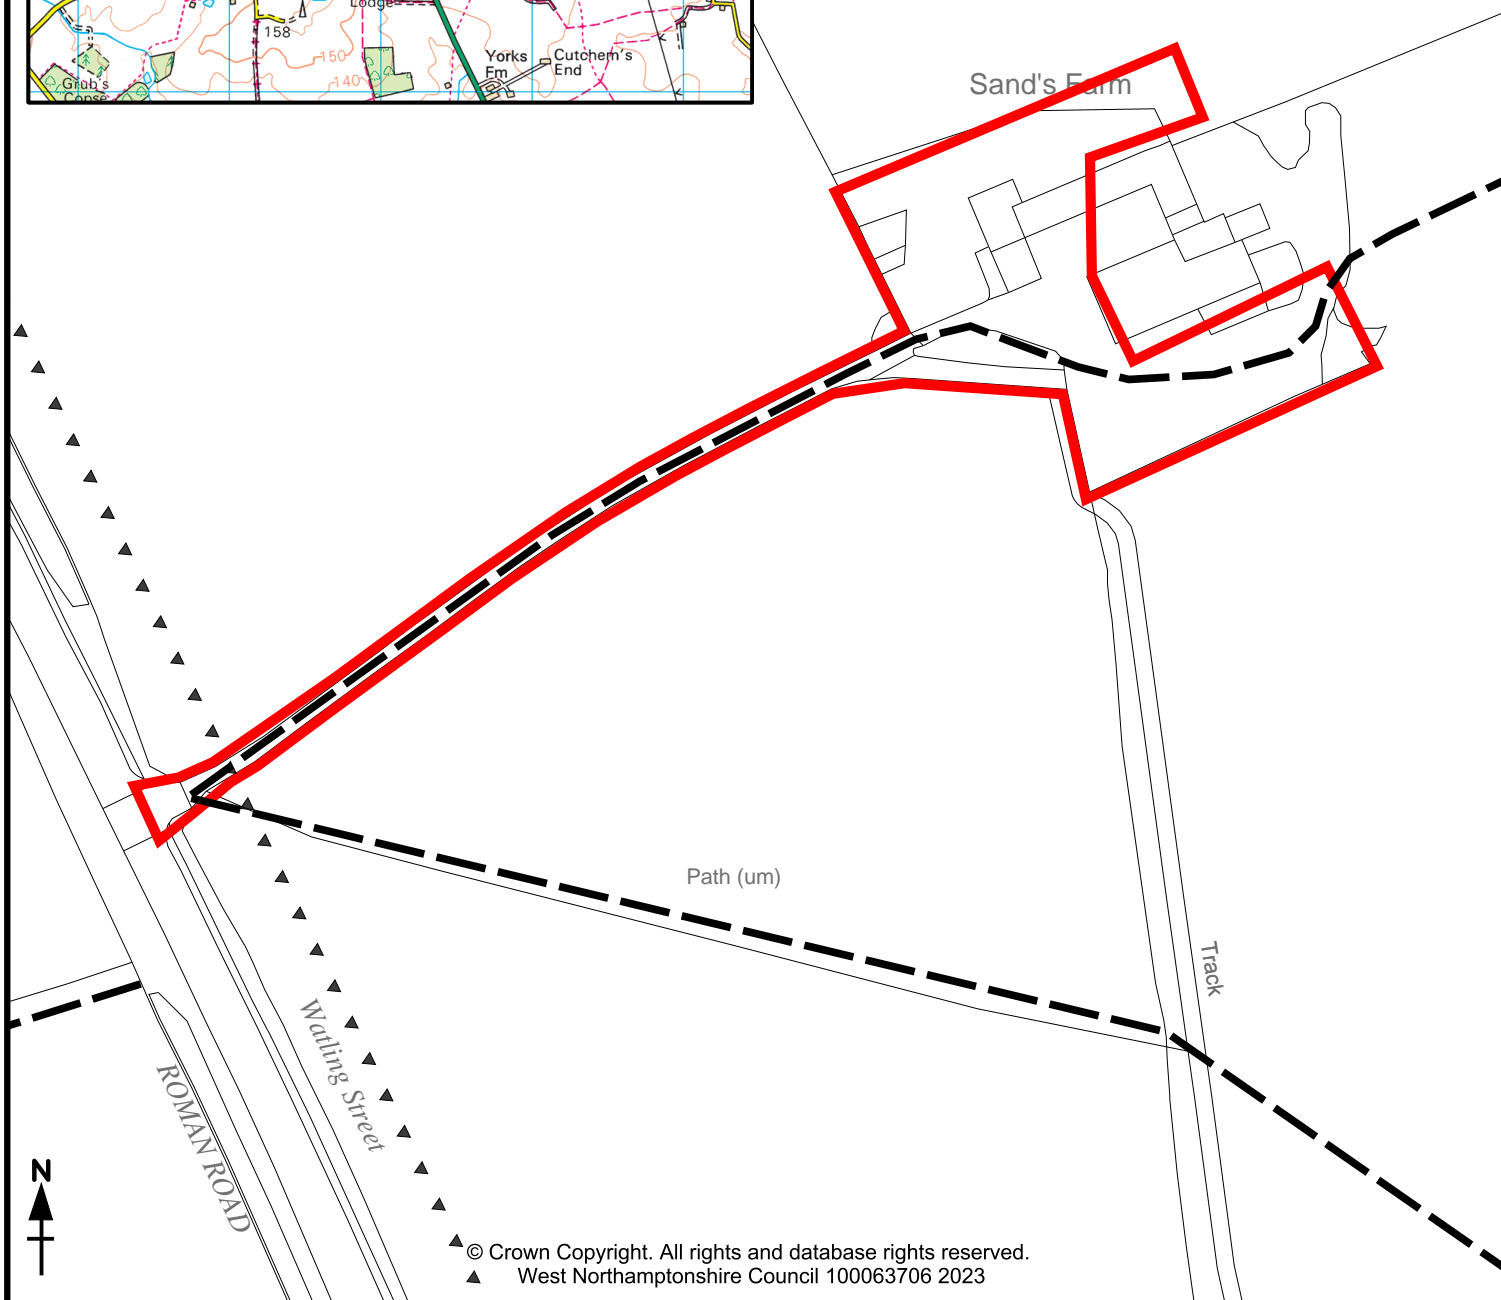 Lodge
158
150
140
Yorks
Fm
Cutchem's
End
Grub's
Copse
Sand's Farm
Path (um)
Track
Watling Street
ROMAN ROAD
N
© Crown Copyright. All rights and database rights reserved.
West Northamptonshire Council 100063706 2023